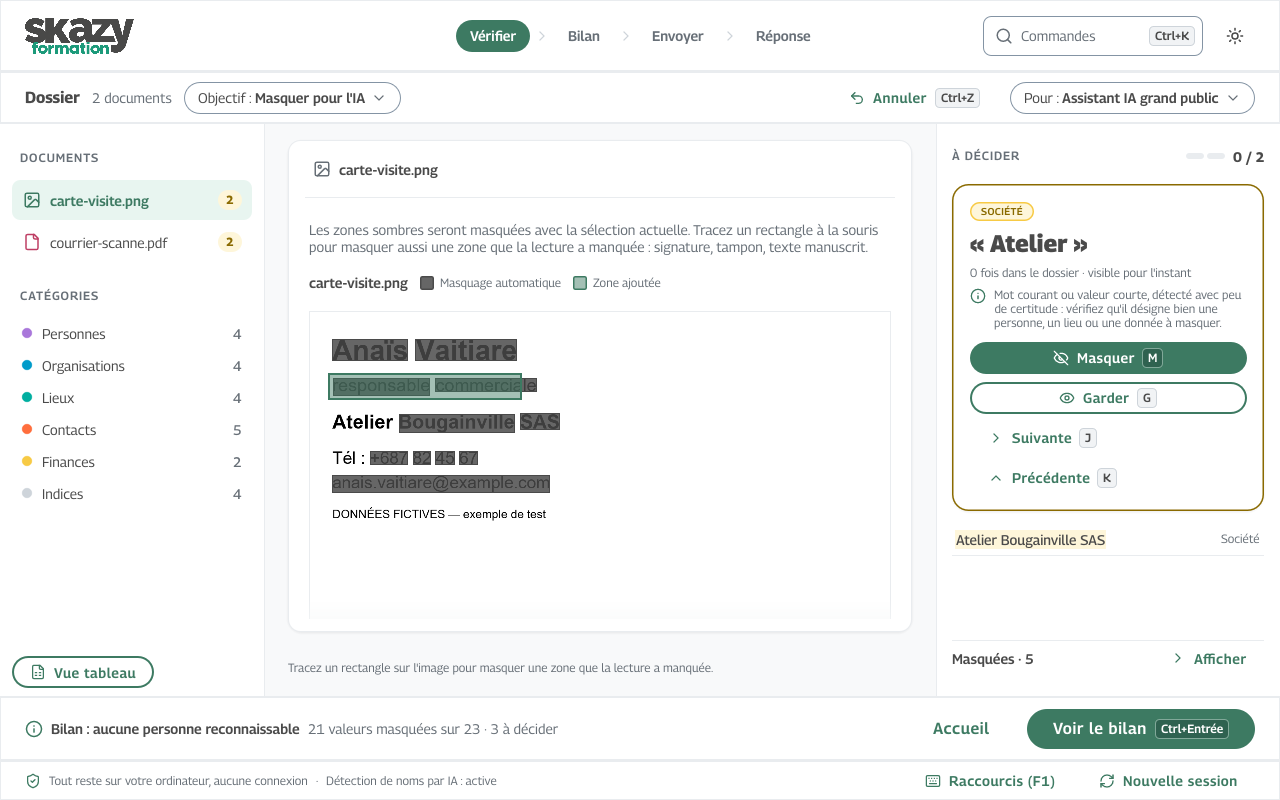 skazy
formation
Vérifier
Bilan
Envoyer
Réponse
Commandes
Ctrl+K
Dossier
2 documents
Objectif : Masquer pour l'IA
Annuler
Ctrl+Z
Pour : Assistant IA grand public
DOCUMENTS
carte-visite.png
2
courrier-scanne.pdf
2
CATÉGORIES
Personnes
4
Organisations
4
Lieux
4
Contacts
5
Finances
2
Indices
4
Vue tableau
carte-visite.png
Les zones sombres seront masquées avec la sélection actuelle. Tracez un rectangle à la souris
pour masquer aussi une zone que la lecture a manquée : signature, tampon, texte manuscrit.
carte-visite.png
Masquage automatique
Zone ajoutée
Anaïs Vaitiare
responsable commerciale
Atelier Bougainville SAS
Tél : +687 82 45 67
anais.vaitiare@example.com
DONNÉES FICTIVES — exemple de test
Tracez un rectangle sur l'image pour masquer une zone que la lecture a manquée.
À DÉCIDER
0 / 2
SOCIÉTÉ
« Atelier »
0 fois dans le dossier · visible pour l'instant
Mot courant ou valeur courte, détecté avec peu
de certitude : vérifiez qu'il désigne bien une
personne, un lieu ou une donnée à masquer.
Masquer
M
Garder
G
Suivante
J
Précédente
K
Atelier Bougainville SAS
Société
Masquées · 5
Afficher
Bilan : aucune personne reconnaissable
21 valeurs masquées sur 23 · 3 à décider
Accueil
Voir le bilan
Ctrl+Entrée
Tout reste sur votre ordinateur, aucune connexion · Détection de noms par IA : active
Raccourcis (F1)
Nouvelle session